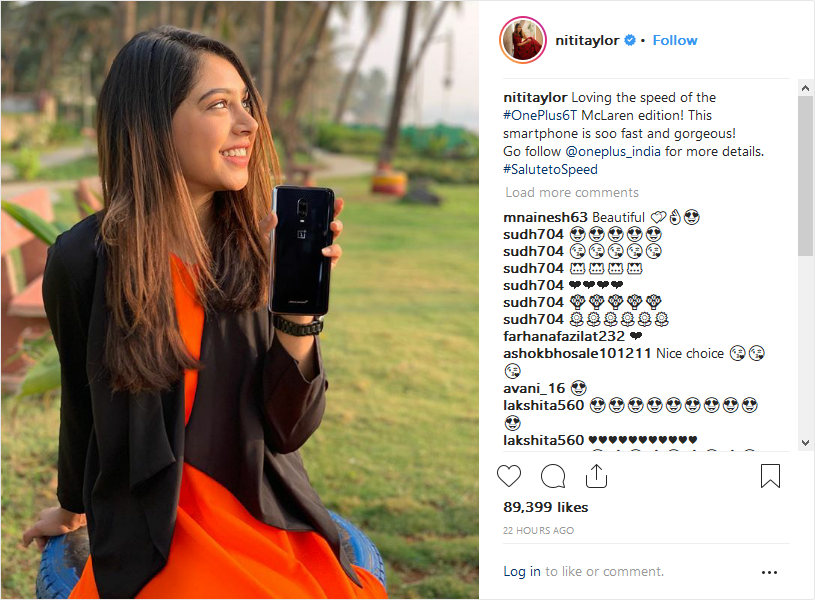 nititaylor • Follow
nititaylor Loving the speed of the
#OnePlus6T McLaren edition! This
smartphone is soo fast and gorgeous!
Go follow @oneplus_india for more details.
#SalutetoSpeed
Load more comments
mnainesh63 Beautiful 💕👌😍
sudh704 😍😍😍😍😍
sudh704 😘😘😘😘😘
sudh704
sudh704 ❤❤❤❤
sudh704
sudh704
farhanafazilat232 ❤
ashokbhosale101211 Nice choice 😘😘
😘
avani_16 😍
lakshita560 😍😍😍😍😍😍😍😍😍
😍
lakshita560 ♥♥♥♥♥♥♥♥♥♥♥
89,399 likes
22 HOURS AGO
Log in to like or comment.